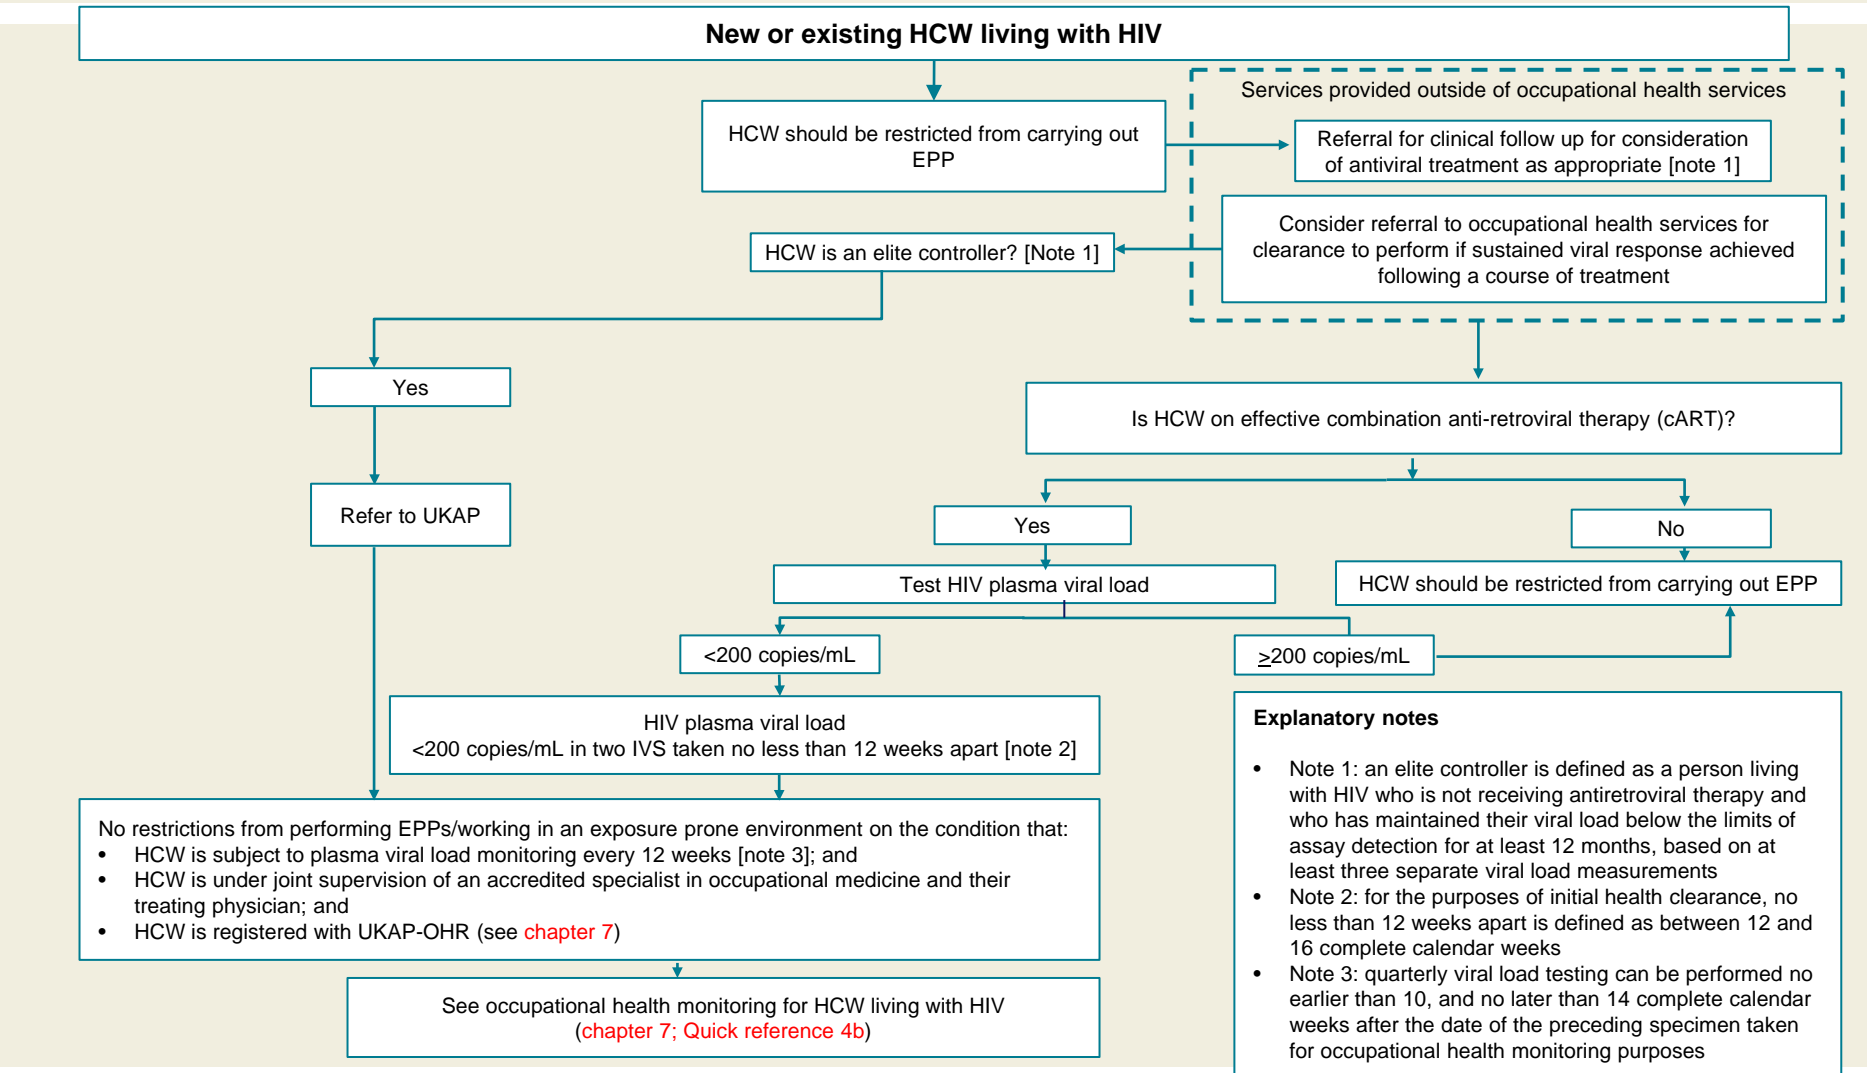 New or existing HCW living with HIV
Services provided outside of occupational health services
HCW should be restricted from carrying out
EPP
Referral for clinical follow up for consideration
of antiviral treatment as appropriate [note 1]
Consider referral to occupational health services for
clearance to perform if sustained viral response achieved
following a course of treatment
HCW is an elite controller? [Note 1]
Yes
Is HCW on effective combination anti-retroviral therapy (cART)?
Refer to UKAP
Yes
No
Test HIV plasma viral load
HCW should be restricted from carrying out EPP
<200 copies/mL
≥200 copies/mL
HIV plasma viral load
<200 copies/mL in two IVS taken no less than 12 weeks apart [note 2]
No restrictions from performing EPPs/working in an exposure prone environment on the condition that:
• HCW is subject to plasma viral load monitoring every 12 weeks [note 3]; and
• HCW is under joint supervision of an accredited specialist in occupational medicine and their
treating physician; and
• HCW is registered with UKAP-OHR (see chapter 7)
See occupational health monitoring for HCW living with HIV
(chapter 7; Quick reference 4b)
Explanatory notes
• Note 1: an elite controller is defined as a person living
with HIV who is not receiving antiretroviral therapy and
who has maintained their viral load below the limits of
assay detection for at least 12 months, based on at
least three separate viral load measurements
• Note 2: for the purposes of initial health clearance, no
less than 12 weeks apart is defined as between 12 and
16 complete calendar weeks
• Note 3: quarterly viral load testing can be performed no
earlier than 10, and no later than 14 complete calendar
weeks after the date of the preceding specimen taken
for occupational health monitoring purposes